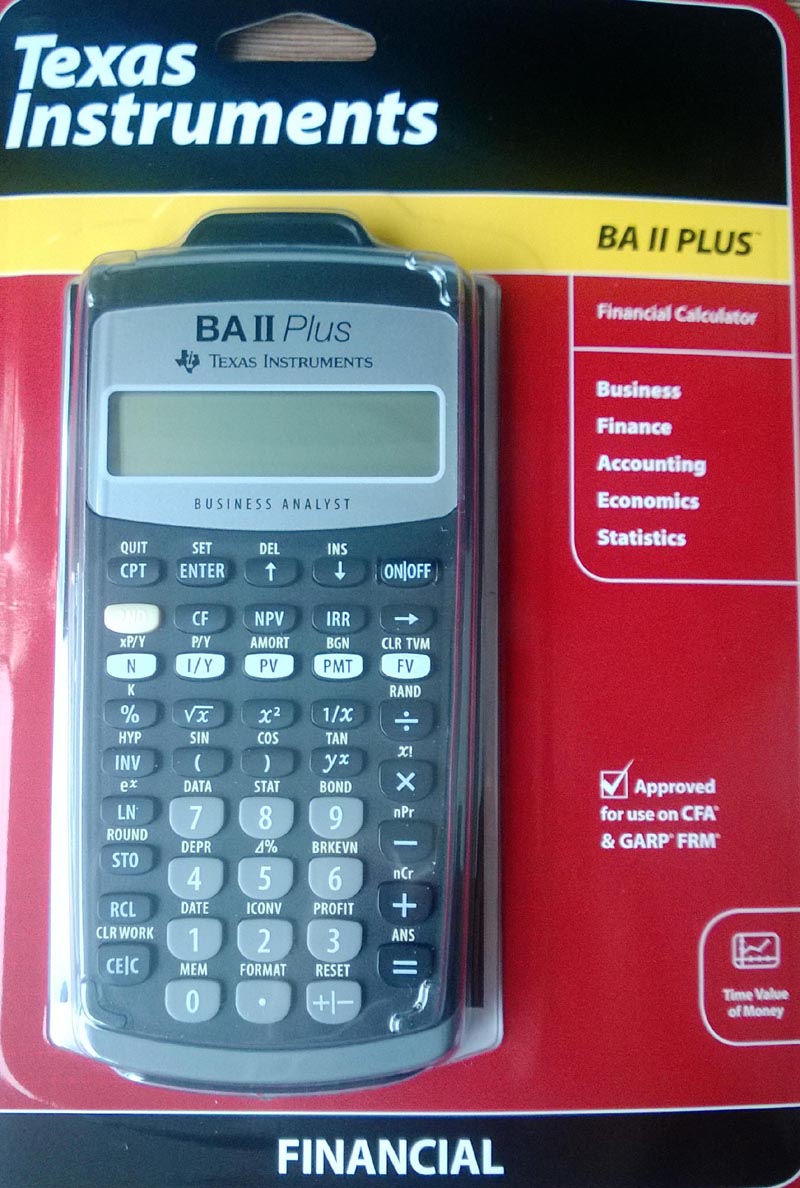 Texas
Instruments
BA II PLUS™
Financial Calculator
Business
Finance
Accounting
Economics
Statistics
BA II Plus
TEXAS INSTRUMENTS
BUSINESS ANALYST
QUIT SET DEL INS
CPT ENTER ↑ ↓ ON|OFF
2ND CF NPV IRR →
xP/Y P/Y AMORT BGN CLR TVM
N I/Y PV PMT FV
K RAND
% √x x² 1/x ÷
HYP SIN COS TAN x!
INV ( ) yx ×
eˣ DATA STAT BOND nPr
LN 7 8 9 −
ROUND DEPR Δ% BRKEVN nCr
STO 4 5 6 +
DATE ICONV PROFIT ANS
RCL 1 2 3 =
CLR WORK MEM FORMAT RESET
CE|C 0 . +|−
Approved
for use on CFA®
& GARP® FRM®
Time Value
of Money
FINANCIAL